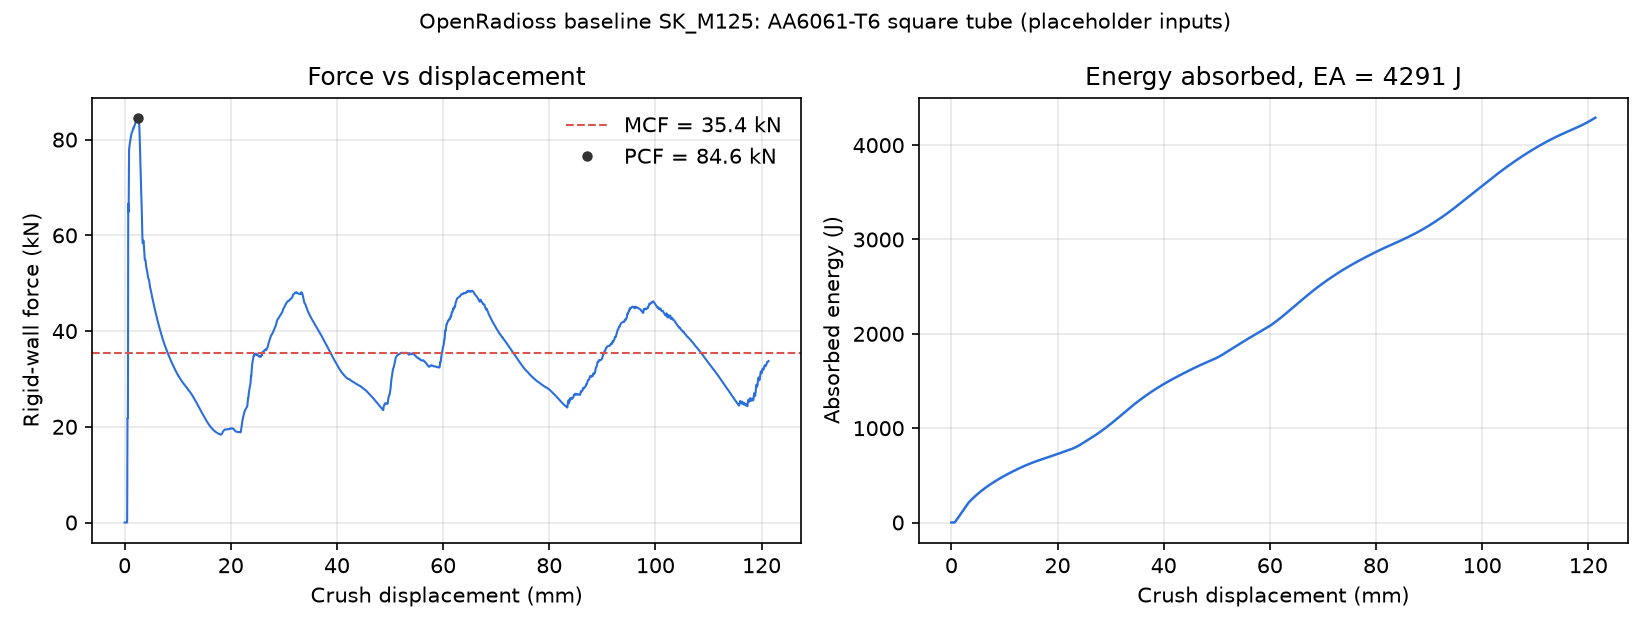 OpenRadioss baseline SK_M125: AA6061-T6 square tube (placeholder inputs)
Force vs displacement
MCF = 35.4 kN
PCF = 84.6 kN
Rigid-wall force (kN)
80
60
40
20
0
0 20 40 60 80 100 120
Crush displacement (mm)
Energy absorbed, EA = 4291 J
Absorbed energy (J)
4000
3000
2000
1000
0
0 20 40 60 80 100 120
Crush displacement (mm)